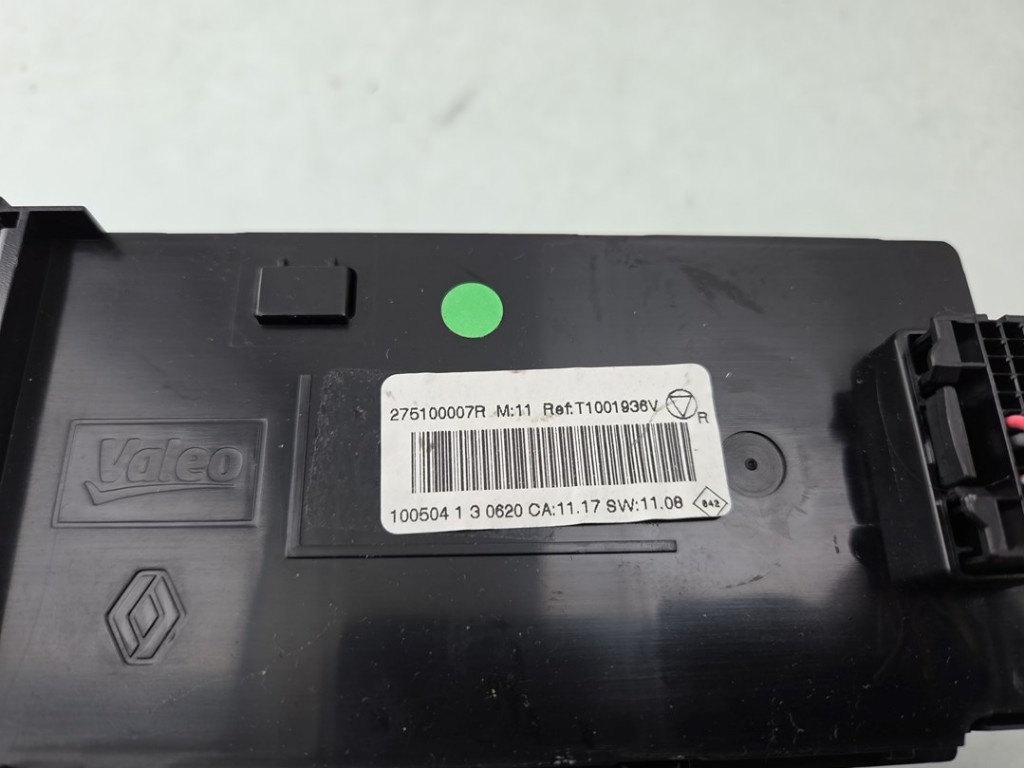 275100007R M:11 Ref:T1001936V
R
100504 1 3 0620 CA:11.17 SW:11.08
842
Valeo